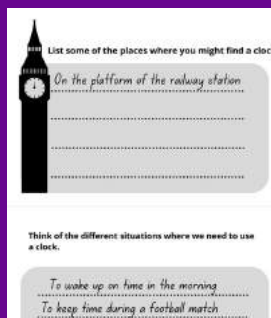 List some of the places where you might find a cloc
On the platform of the railway station
Think of the different situations where we need to use
a clock.
To wake up on time in the morning
To keep time during a football match